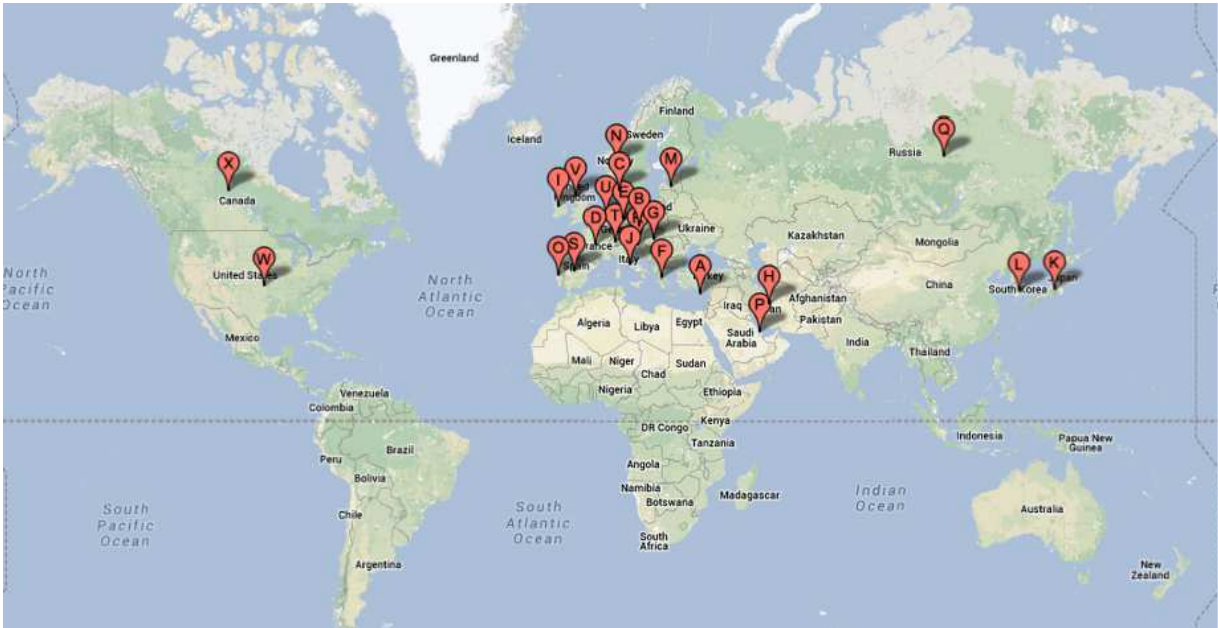 Greenland
Finland
Iceland
N
Sweden
Q
Russia
X
V
C
M
I
U
E
B
Canada
Kingdom
D
T
G
Ukraine
Kazakhstan
Mongolia
W
O
S
J
Italy
F
A
H
L
K
United States
North
Pacific
Ocean
North
Atlantic
Ocean
Spain
Turkey
China
South Korea
Japan
Iraq
Iran
Afghanistan
P
Pakistan
Algeria
Libya
Egypt
Saudi
Arabia
India
Mexico
Mali
Niger
Chad
Sudan
Thailand
Nigeria
Ethiopia
Venezuela
Colombia
Kenya
DR Congo
Tanzania
Indonesia
Papua New
Guinea
Peru
Brazil
Bolivia
Angola
Namibia
Botswana
Madagascar
Indian
Ocean
Australia
South
Pacific
Ocean
South
Atlantic
Ocean
Chile
South
Africa
Argentina
New
Zealand